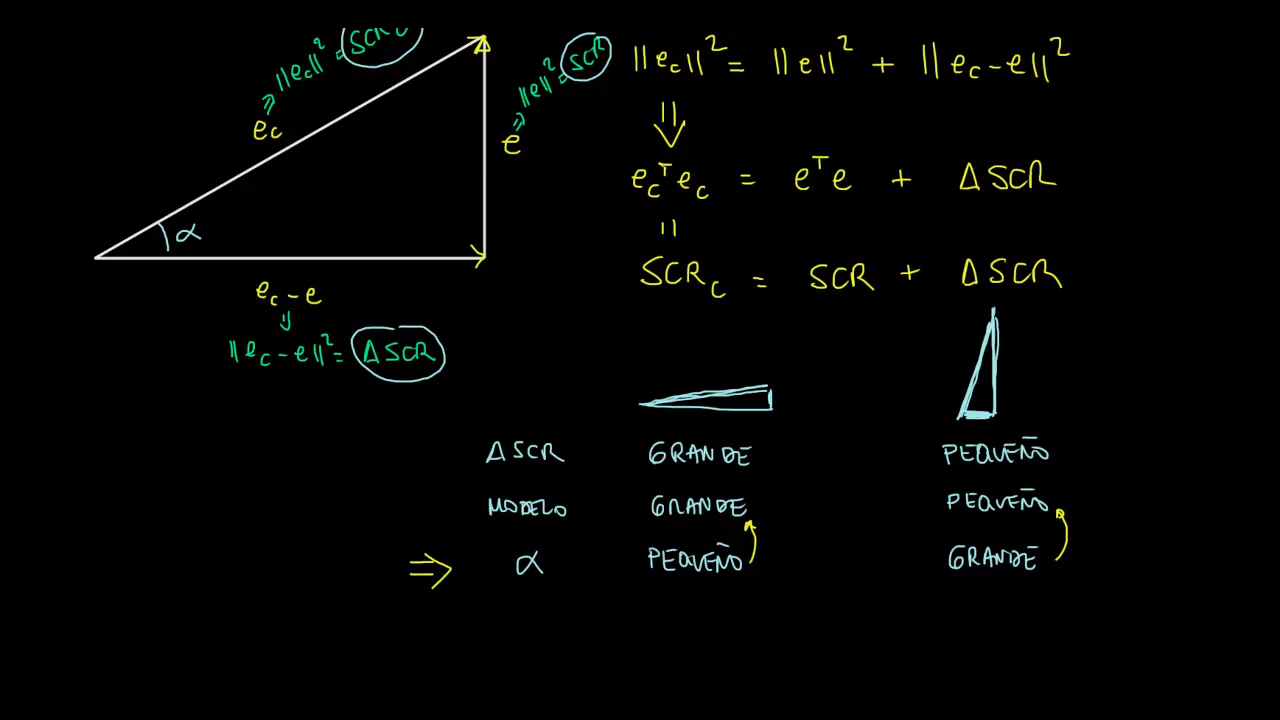 ⇒ ||e_c||² = SCR_C
e_c
⇒ ||e||² = SCR
e
α
e_c - e
⇓
||e_c - e||² = ΔSCR
||e_c||² = ||e||² + ||e_c - e||²
⇓
e_c^T e_c = e^T e + ΔSCR
=
SCR_C = SCR + ΔSCR
ΔSCR GRANDE PEQUEÑO
MODELO GRANDE PEQUEÑO
⇒ α PEQUEÑO GRANDE